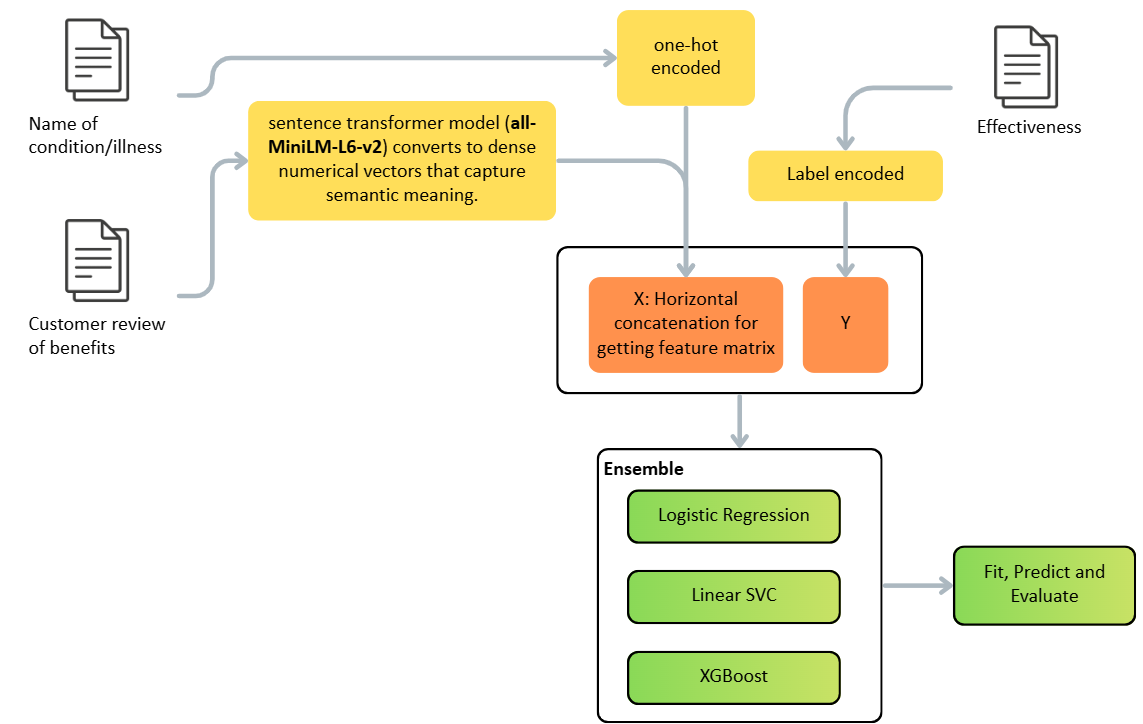 one-hot
encoded
Name of
condition/illness
sentence transformer model (all-
MiniLM-L6-v2) converts to dense
numerical vectors that capture
semantic meaning.
Effectiveness
Label encoded
Customer review
of benefits
X: Horizontal
concatenation for
getting feature matrix
Y
Ensemble
Logistic Regression
Linear SVC
XGBoost
Fit, Predict and
Evaluate